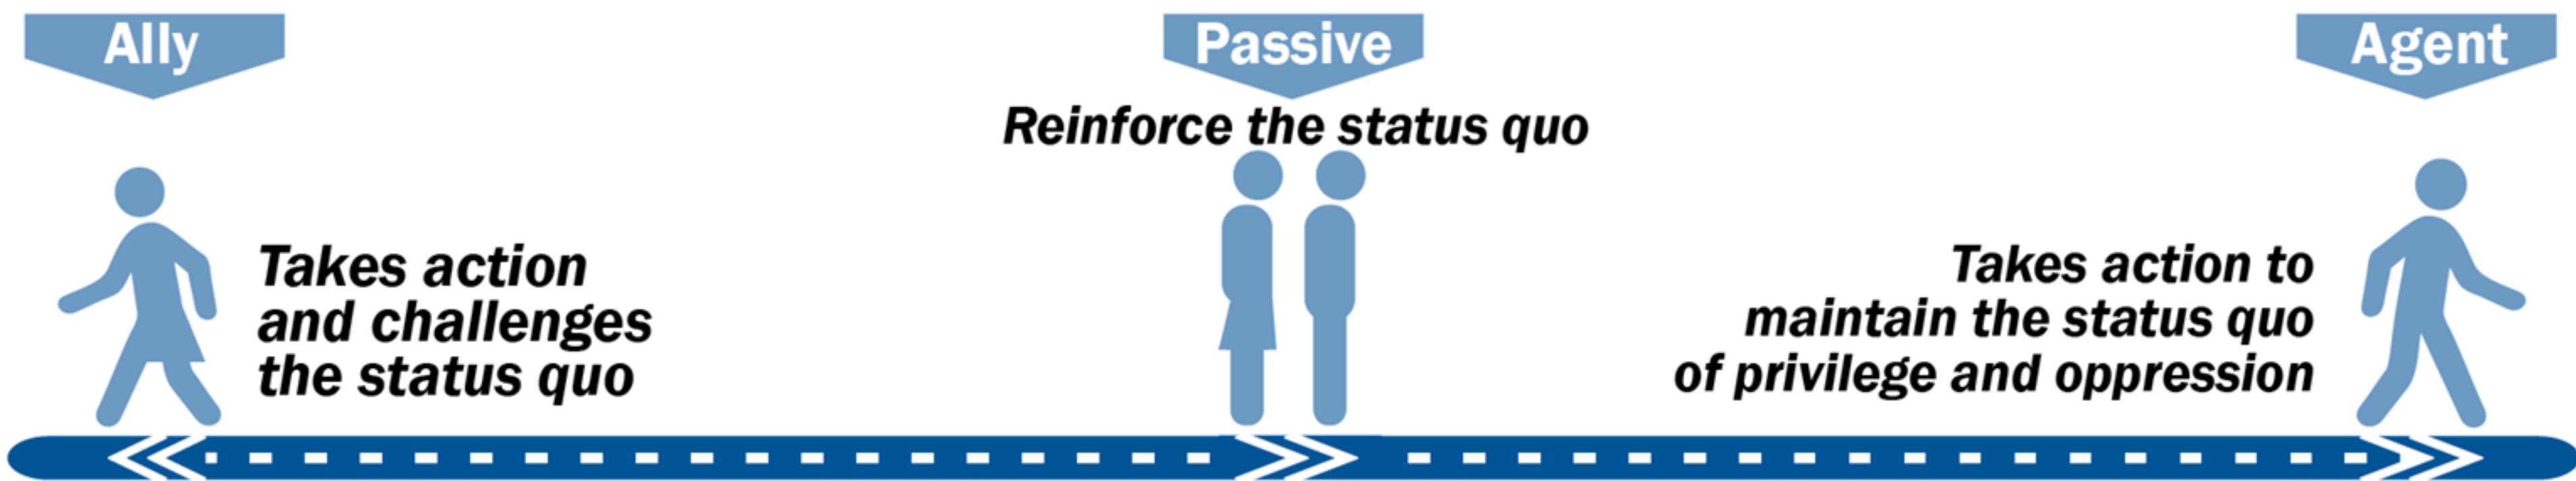 Ally
Takes action
and challenges
the status quo
Passive
Reinforce the status quo
Agent
Takes action to
maintain the status quo
of privilege and oppression